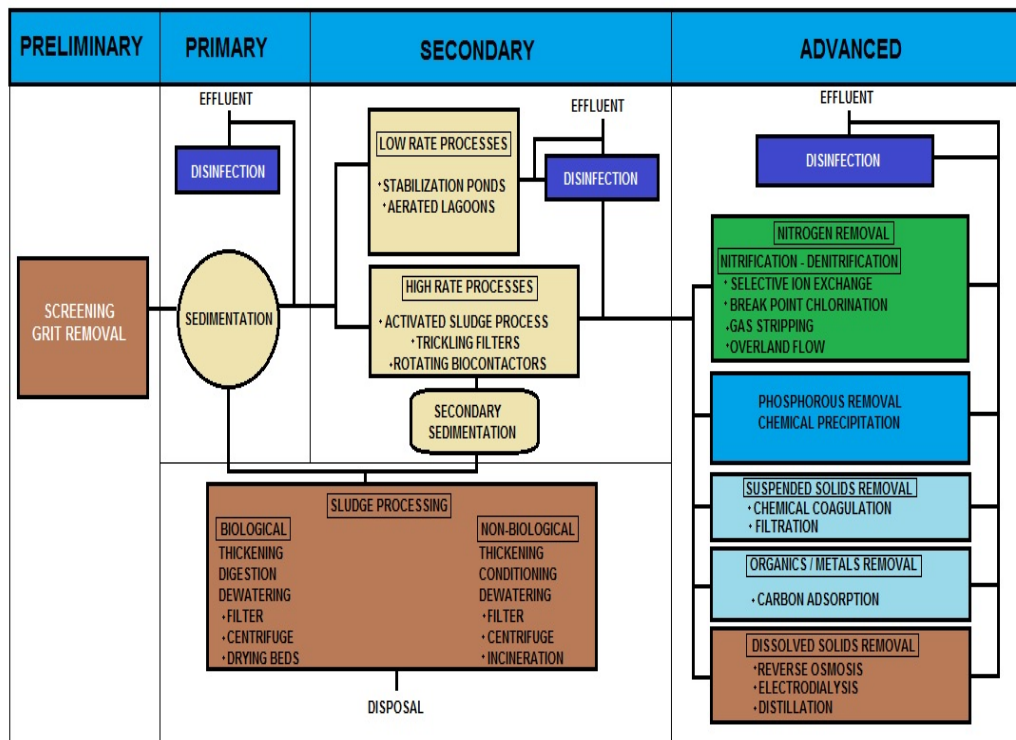 PRELIMINARY
PRIMARY
SECONDARY
ADVANCED
SCREENING
GRIT REMOVAL
EFFLUENT
DISINFECTION
SEDIMENTATION
LOW RATE PROCESSES
STABILIZATION PONDS
AERATED LAGOONS
EFFLUENT
DISINFECTION
HIGH RATE PROCESSES
ACTIVATED SLUDGE PROCESS
TRICKLING FILTERS
ROTATING BIOCONTACTORS
SECONDARY
SEDIMENTATION
SLUDGE PROCESSING
BIOLOGICAL
THICKENING
DIGESTION
DEWATERING
FILTER
CENTRIFUGE
DRYING BEDS
NON-BIOLOGICAL
THICKENING
CONDITIONING
DEWATERING
FILTER
CENTRIFUGE
INCINERATION
DISPOSAL
EFFLUENT
DISINFECTION
NITROGEN REMOVAL
NITRIFICATION - DENITRIFICATION
SELECTIVE ION EXCHANGE
BREAK POINT CHLORINATION
GAS STRIPPING
OVERLAND FLOW
PHOSPHOROUS REMOVAL
CHEMICAL PRECIPITATION
SUSPENDED SOLIDS REMOVAL
CHEMICAL COAGULATION
FILTRATION
ORGANICS / METALS REMOVAL
CARBON ADSORPTION
DISSOLVED SOLIDS REMOVAL
REVERSE OSMOSIS
ELECTRODIALYSIS
DISTILLATION